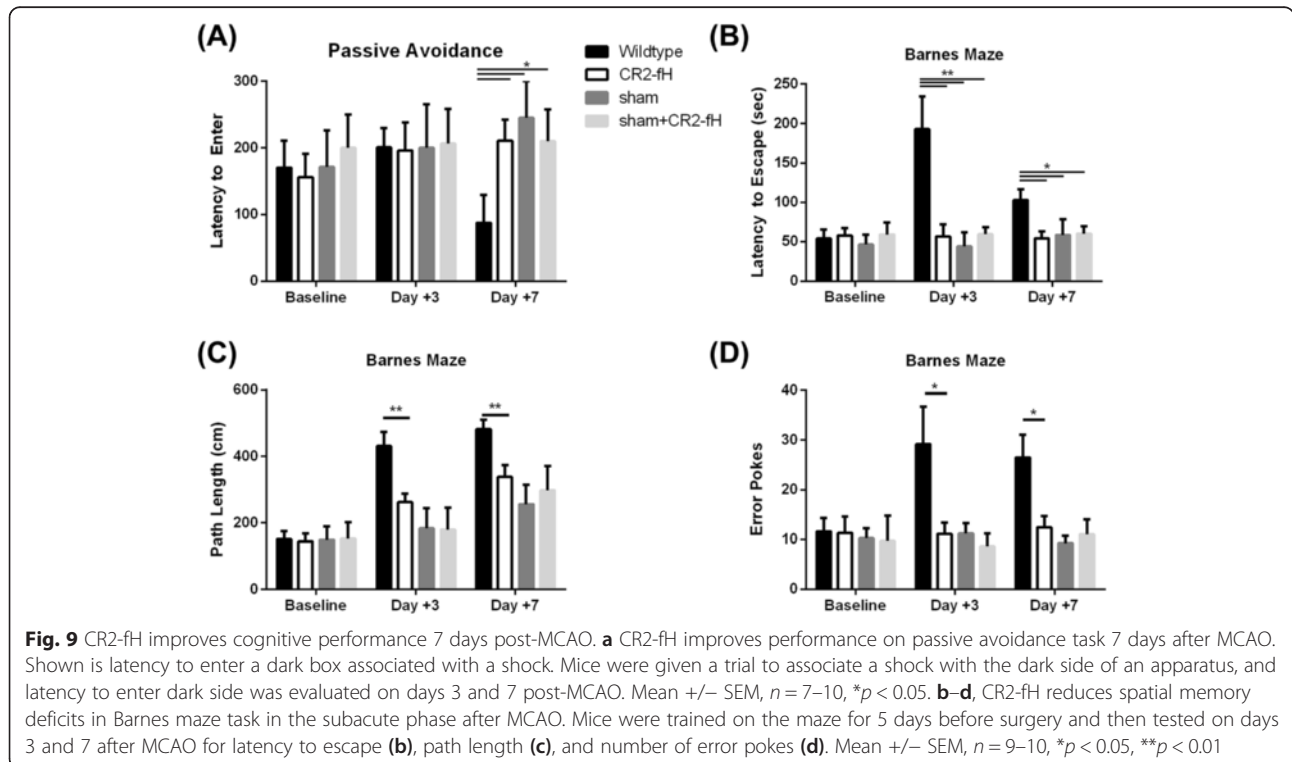 (A)
Passive Avoidance
Latency to Enter
300
200
100
0
*
Baseline
Day +3
Day +7
Wildtype
CR2-fH
sham
sham+CR2-fH
(B)
Barnes Maze
Latency to Escape (sec)
250
200
150
100
50
0
**
*
Baseline
Day +3
Day +7
(C)
Barnes Maze
Path Length (cm)
600
400
200
0
**
**
Baseline
Day +3
Day +7
(D)
Barnes Maze
Error Pokes
40
30
20
10
0
*
*
Baseline
Day +3
Day +7
Fig. 9 CR2-fH improves cognitive performance 7 days post-MCAO. a CR2-fH improves performance on passive avoidance task 7 days after MCAO.
Shown is latency to enter a dark box associated with a shock. Mice were given a trial to associate a shock with the dark side of an apparatus, and
latency to enter dark side was evaluated on days 3 and 7 post-MCAO. Mean +/− SEM, n = 7–10, *p < 0.05. b–d, CR2-fH reduces spatial memory
deficits in Barnes maze task in the subacute phase after MCAO. Mice were trained on the maze for 5 days before surgery and then tested on days
3 and 7 after MCAO for latency to escape (b), path length (c), and number of error pokes (d). Mean +/− SEM, n = 9–10, *p < 0.05, **p < 0.01